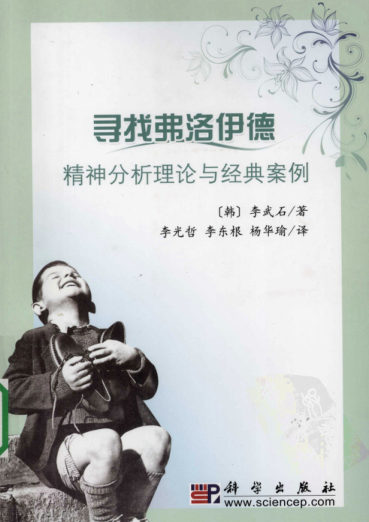 寻找弗洛伊德
精神分析理论与经典案例
〔韩〕李武石/著
李光哲 李东根 杨华瑜/译
科学出版社
www.sciencep.com